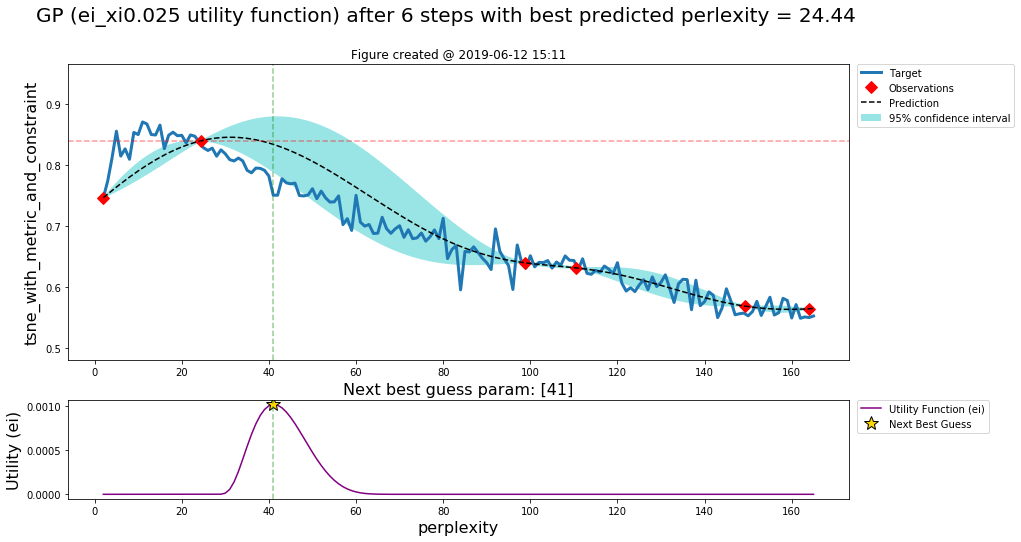 GP (ei_xi0.025 utility function) after 6 steps with best predicted perlexity = 24.44
Figure created @ 2019-06-12 15:11
tsne_with_metric_and_constraint
0.9
0.8
0.7
0.6
0.5
0 20 40 60 80 100 120 140 160
Target
Observations
Prediction
95% confidence interval
Next best guess param: [41]
Utility (ei)
0.0010
0.0005
0.0000
0 20 40 60 80 100 120 140 160
perplexity
Utility Function (ei)
Next Best Guess